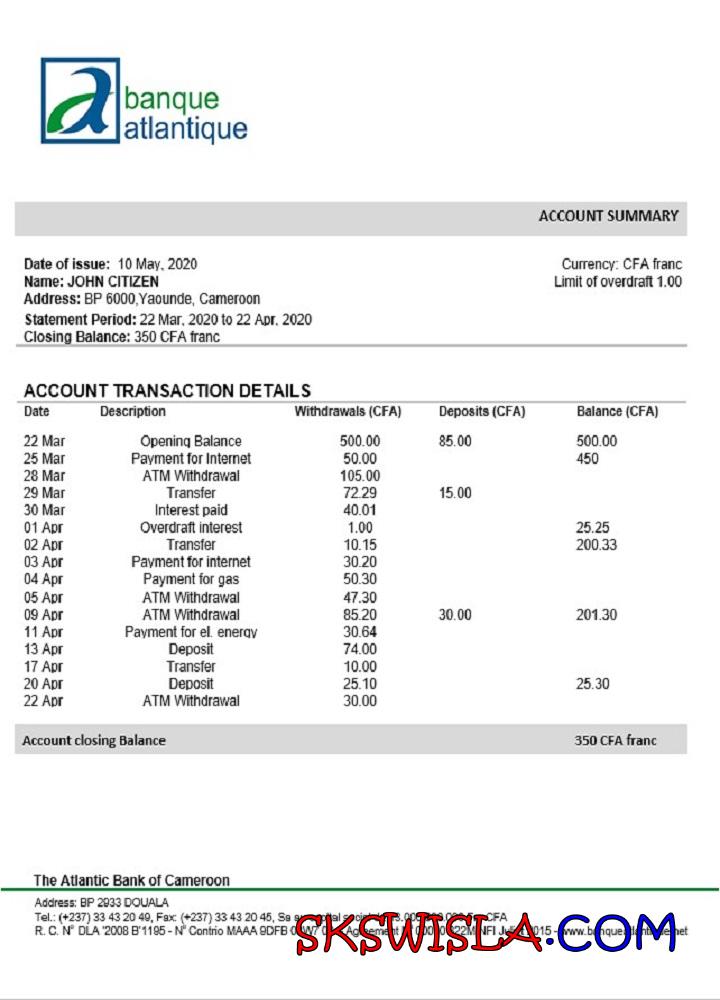 banque
atlantique
ACCOUNT SUMMARY
Date of issue: 10 May, 2020
Currency: CFA franc
Name: JOHN CITIZEN
Limit of overdraft 1.00
Address: BP 6000,Yaounde, Cameroon
Statement Period: 22 Mar, 2020 to 22 Apr, 2020
Closing Balance: 350 CFA franc
ACCOUNT TRANSACTION DETAILS
Date Description Withdrawals (CFA) Deposits (CFA) Balance (CFA)
22 Mar Opening Balance 500.00 85.00 500.00
25 Mar Payment for Internet 50.00 450
28 Mar ATM Withdrawal 105.00
29 Mar Transfer 72.29 15.00
30 Mar Interest paid 40.01
01 Apr Overdraft interest 1.00 25.25
02 Apr Transfer 10.15 200.33
03 Apr Payment for internet 30.20
04 Apr Payment for gas 50.30
05 Apr ATM Withdrawal 47.30
09 Apr ATM Withdrawal 85.20 30.00 201.30
11 Apr Payment for el. energy 30.64
13 Apr Deposit 74.00
17 Apr Transfer 10.00
20 Apr Deposit 25.10 25.30
22 Apr ATM Withdrawal 30.00
Account closing Balance 350 CFA franc
The Atlantic Bank of Cameroon
Address: BP 2933 DOUALA
Tel.: (+237) 33 43 20 49, Fax: (+237) 33 43 20 45, CFA
R. C. N° DLA '2008 B'1195 - N° Contrio MAAA 9DFB
SKSWISLA.COM